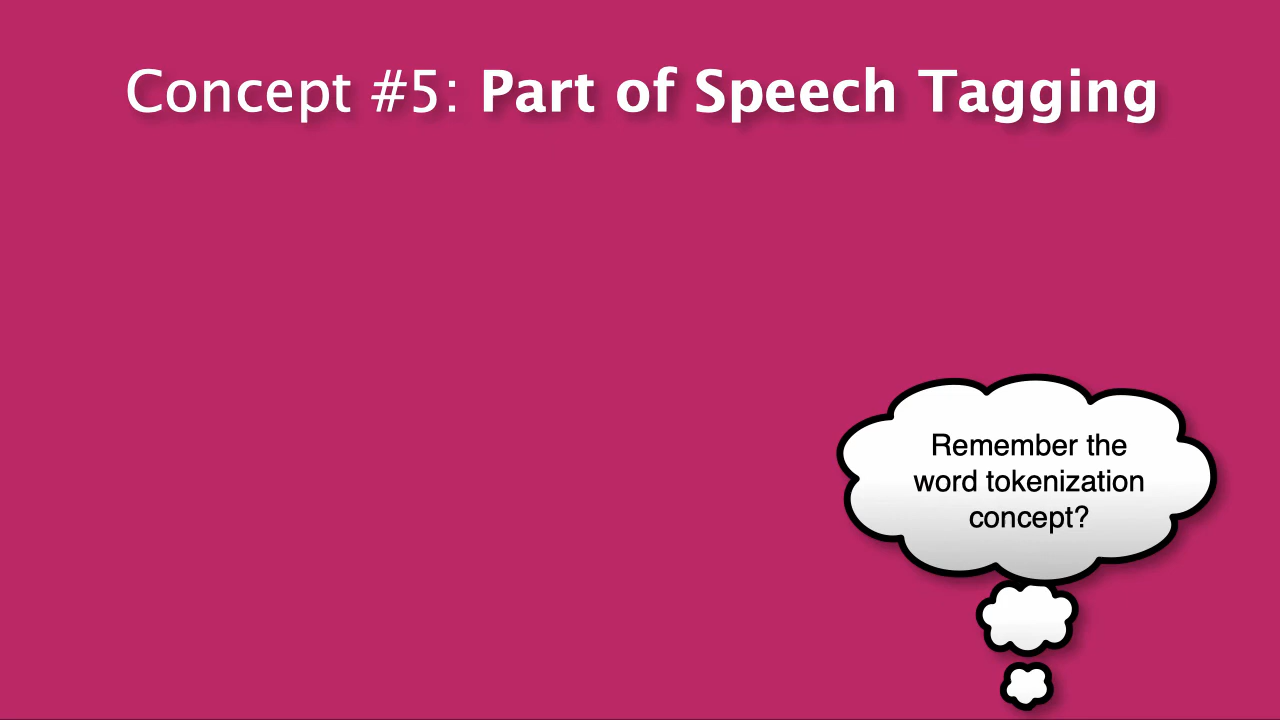 Concept #5: Part of Speech Tagging
Remember the
word tokenization
concept?